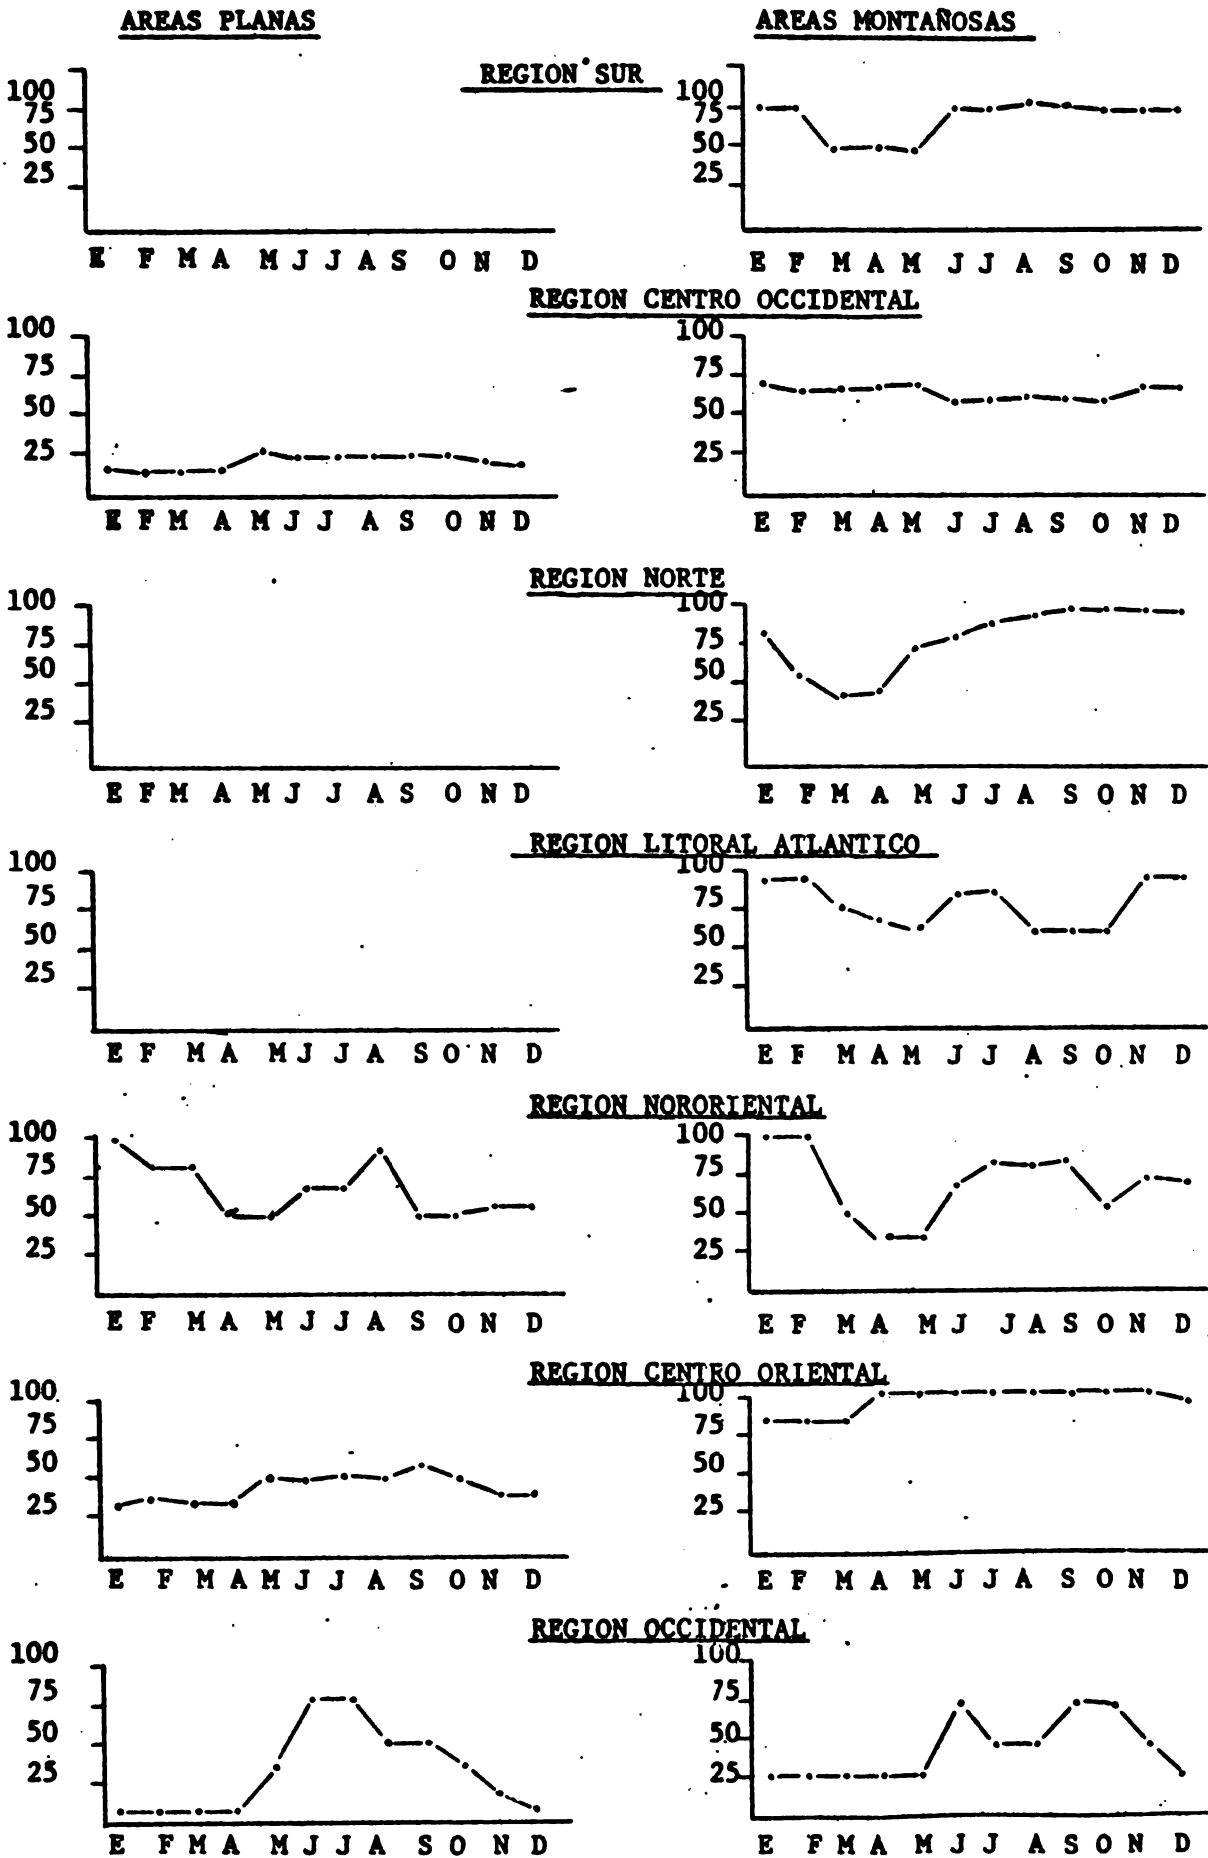 AREAS PLANAS AREAS MONTAÑOSAS
REGION SUR
100 100
75 75
50 50
25 25
E F M A M J J A S O N D E F M A M J J A S O N D
REGION CENTRO OCCIDENTAL
100 100
75 75
50 50
25 25
E F M A M J J A S O N D E F M A M J J A S O N D
REGION NORTE
100 100
75 75
50 50
25 25
E F M A M J J A S O N D E F M A M J J A S O N D
REGION LITORAL ATLANTICO
100 100
75 75
50 50
25 25
E F M A M J J A S O N D E F M A M J J A S O N D
REGION NORORIENTAL
100 100
75 75
50 50
25 25
E F M A M J J A S O N D E F M A M J J A S O N D
REGION CENTRO ORIENTAL
100 100
75 75
50 50
25 25
E F M A M J J A S O N D E F M A M J J A S O N D
REGION OCCIDENTAL
100 100
75 75
50 50
25 25
E F M A M J J A S O N D E F M A M J J A S O N D